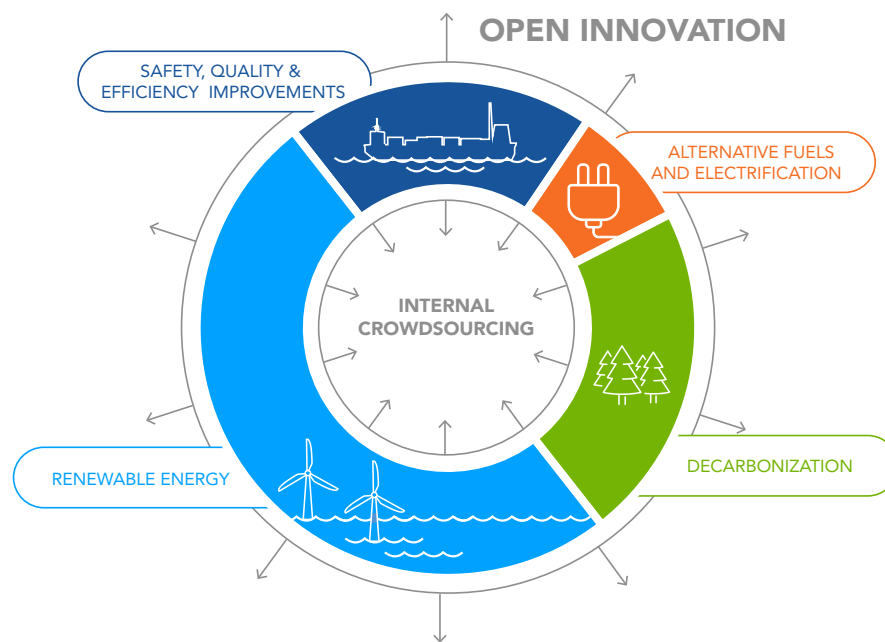 OPEN INNOVATION
SAFETY, QUALITY &
EFFICIENCY IMPROVEMENTS
ALTERNATIVE FUELS
AND ELECTRIFICATION
INTERNAL
CROWDSOURCING
RENEWABLE ENERGY
DECARBONIZATION